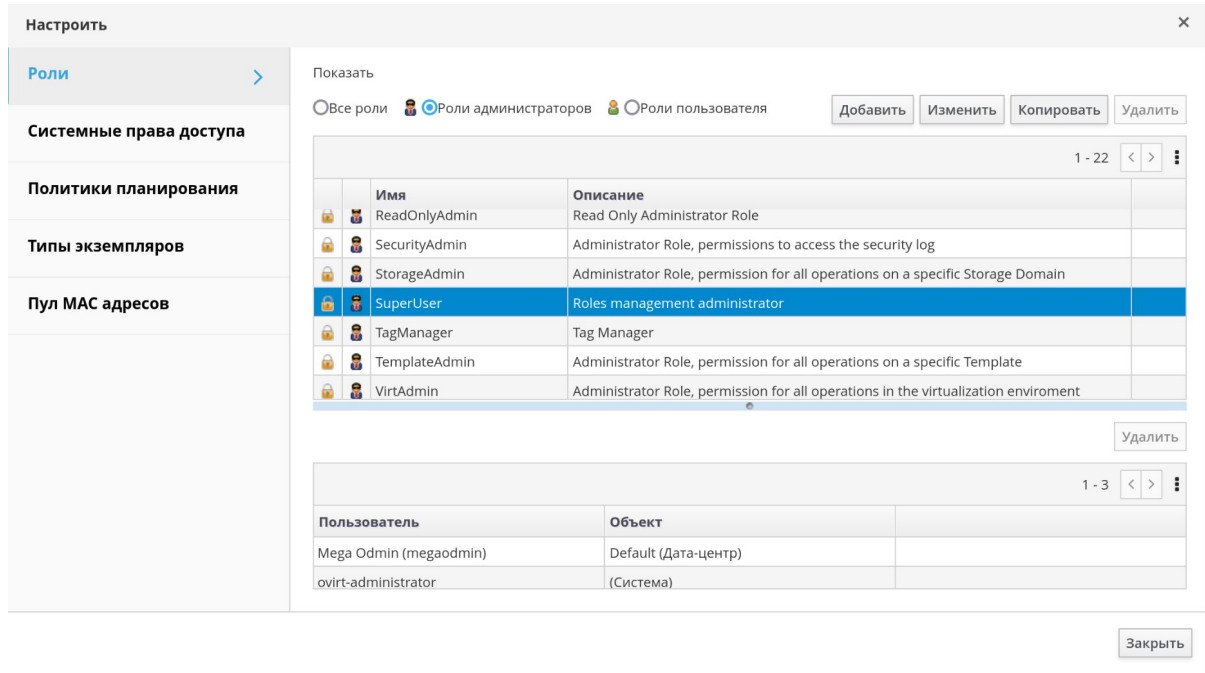 Настроить
Роли
Системные права доступа
Политики планирования
Типы экземпляров
Пул MAC адресов
Показать
Все роли Роли администраторов Роли пользователя Добавить Изменить Копировать Удалить
1 - 22
Имя Описание
ReadOnlyAdmin Read Only Administrator Role
SecurityAdmin Administrator Role, permissions to access the security log
StorageAdmin Administrator Role, permission for all operations on a specific Storage Domain
SuperUser Roles management administrator
TagManager Tag Manager
TemplateAdmin Administrator Role, permission for all operations on a specific Template
VirtAdmin Administrator Role, permission for all operations in the virtualization enviroment
Удалить
1 - 3
Пользователь Объект
Mega Odmin (megaodmin) Default (Дата-центр)
ovirt-administrator (Система)
Закрыть